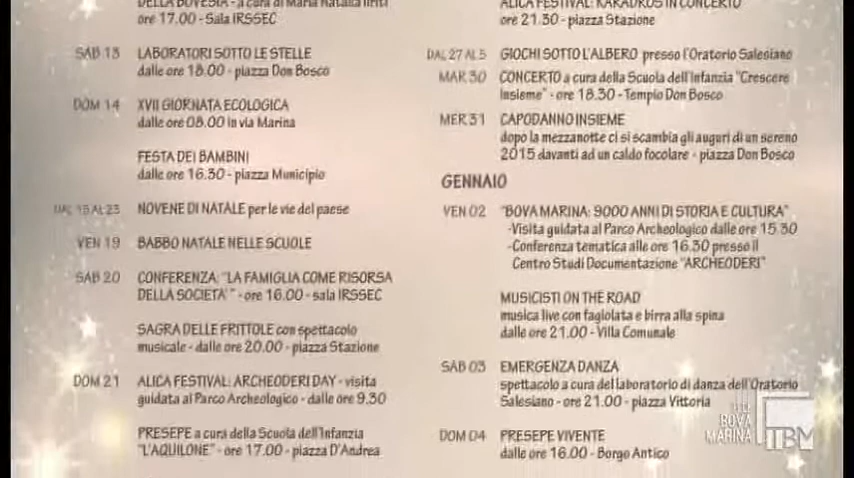 DELLA BOVESIA - a cura di Maria Natalia Iriti
ore 17.00 - Sala IRSSEC
SAB 13 LABORATORI SOTTO LE STELLE
dalle ore 18.00 - piazza Don Bosco
DOM 14 XVII GIORNATA ECOLOGICA
dalle ore 08.00 in via Marina
FESTA DEI BAMBINI
dalle ore 16.30 - piazza Municipio
DAL 15 AL 23 NOVENE DI NATALE per le vie del paese
VEN 19 BABBO NATALE NELLE SCUOLE
SAB 20 CONFERENZA: "LA FAMIGLIA COME RISORSA
DELLA SOCIETA'" - ore 16.00 - sala IRSSEC
SAGRA DELLE FRITTOLE con spettacolo
musicale - dalle ore 20.00 - piazza Stazione
DOM 21 ALICA FESTIVAL: ARCHEODERI DAY - visita
guidata al Parco Archeologico - dalle ore 9.30
PRESEPE a cura della Scuola dell'Infanzia
"L'AQUILONE" - ore 17.00 - piazza D'Andrea
ALICA FESTIVAL: KARADROS IN CONCERTO
ore 21.30 - piazza Stazione
DAL 27 AL 5 GIOCHI SOTTO L'ALBERO presso l'Oratorio Salesiano
MAR 30 CONCERTO a cura della Scuola dell'Infanzia "Crescere
Insieme" - ore 18.30 - Tempio Don Bosco
MER 31 CAPODANNO INSIEME
dopo la mezzanotte ci si scambia gli auguri di un sereno
2015 davanti ad un caldo focolare - piazza Don Bosco
GENNAIO
VEN 02 "BOVA MARINA: 9000 ANNI DI STORIA E CULTURA"
-Visita guidata al Parco Archeologico dalle ore 15.30
-Conferenza tematica alle ore 16.30 presso il
Centro Studi Documentazione "ARCHEODERI"
MUSICISTI ON THE ROAD
musica live con fagiolata e birra alla spina
dalle ore 21.00 - Villa Comunale
SAB 03 EMERGENZA DANZA
spettacolo a cura del laboratorio di danza dell'Oratorio
Salesiano - ore 21.00 - piazza Vittoria
DOM 04 PRESEPE VIVENTE
dalle ore 16.00 - Borgo Antico
BOVA
MARINA
TBM